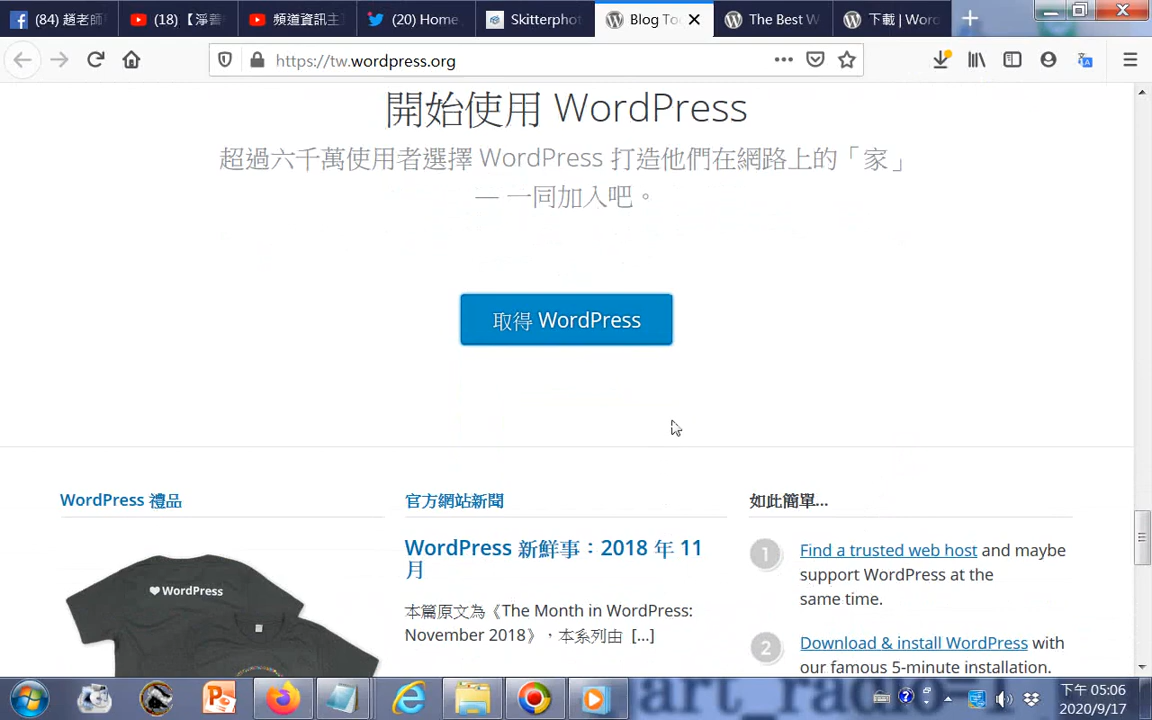 (84) 趙老師
(18) 【淨
頻道資訊主
(20) Home
Skitterpho
Blog To
The Best W
下載 | Wor
https://tw.wordpress.org
開始使用 WordPress
超過六千萬使用者選擇 WordPress 打造他們在網路上的「家」
— 一同加入吧。
取得 WordPress
WordPress 禮品
WordPress
官方網站新聞
WordPress 新鮮事：2018 年 11
月
本篇原文為《The Month in WordPress:
November 2018》，本系列由 [...]
如此簡單…
1
Find a trusted web host and maybe
support WordPress at the
same time.
2
Download & install WordPress with
our famous 5-minute installation.
art_radio
下午 05:06
2020/9/17